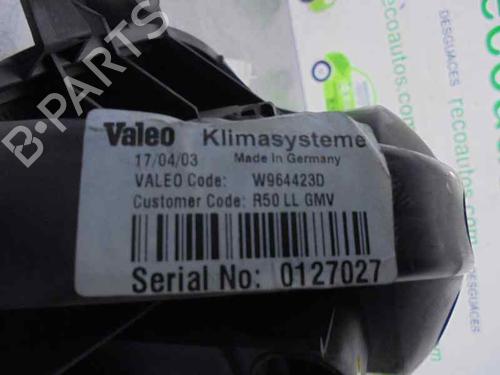 B-PARTS
recoautos.com
DESGUACES
DESGUACES
recoautos
Valeo Klimasysteme
17/04/03 Made In Germany
VALEO Code: W964423D
Customer Code: R50 LL GMV
Serial No: 0127027